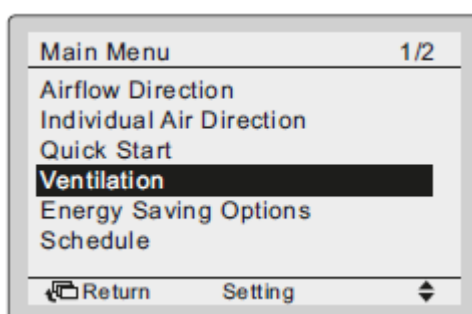 Main Menu 1/2
Airflow Direction
Individual Air Direction
Quick Start
Ventilation
Energy Saving Options
Schedule
Return Setting